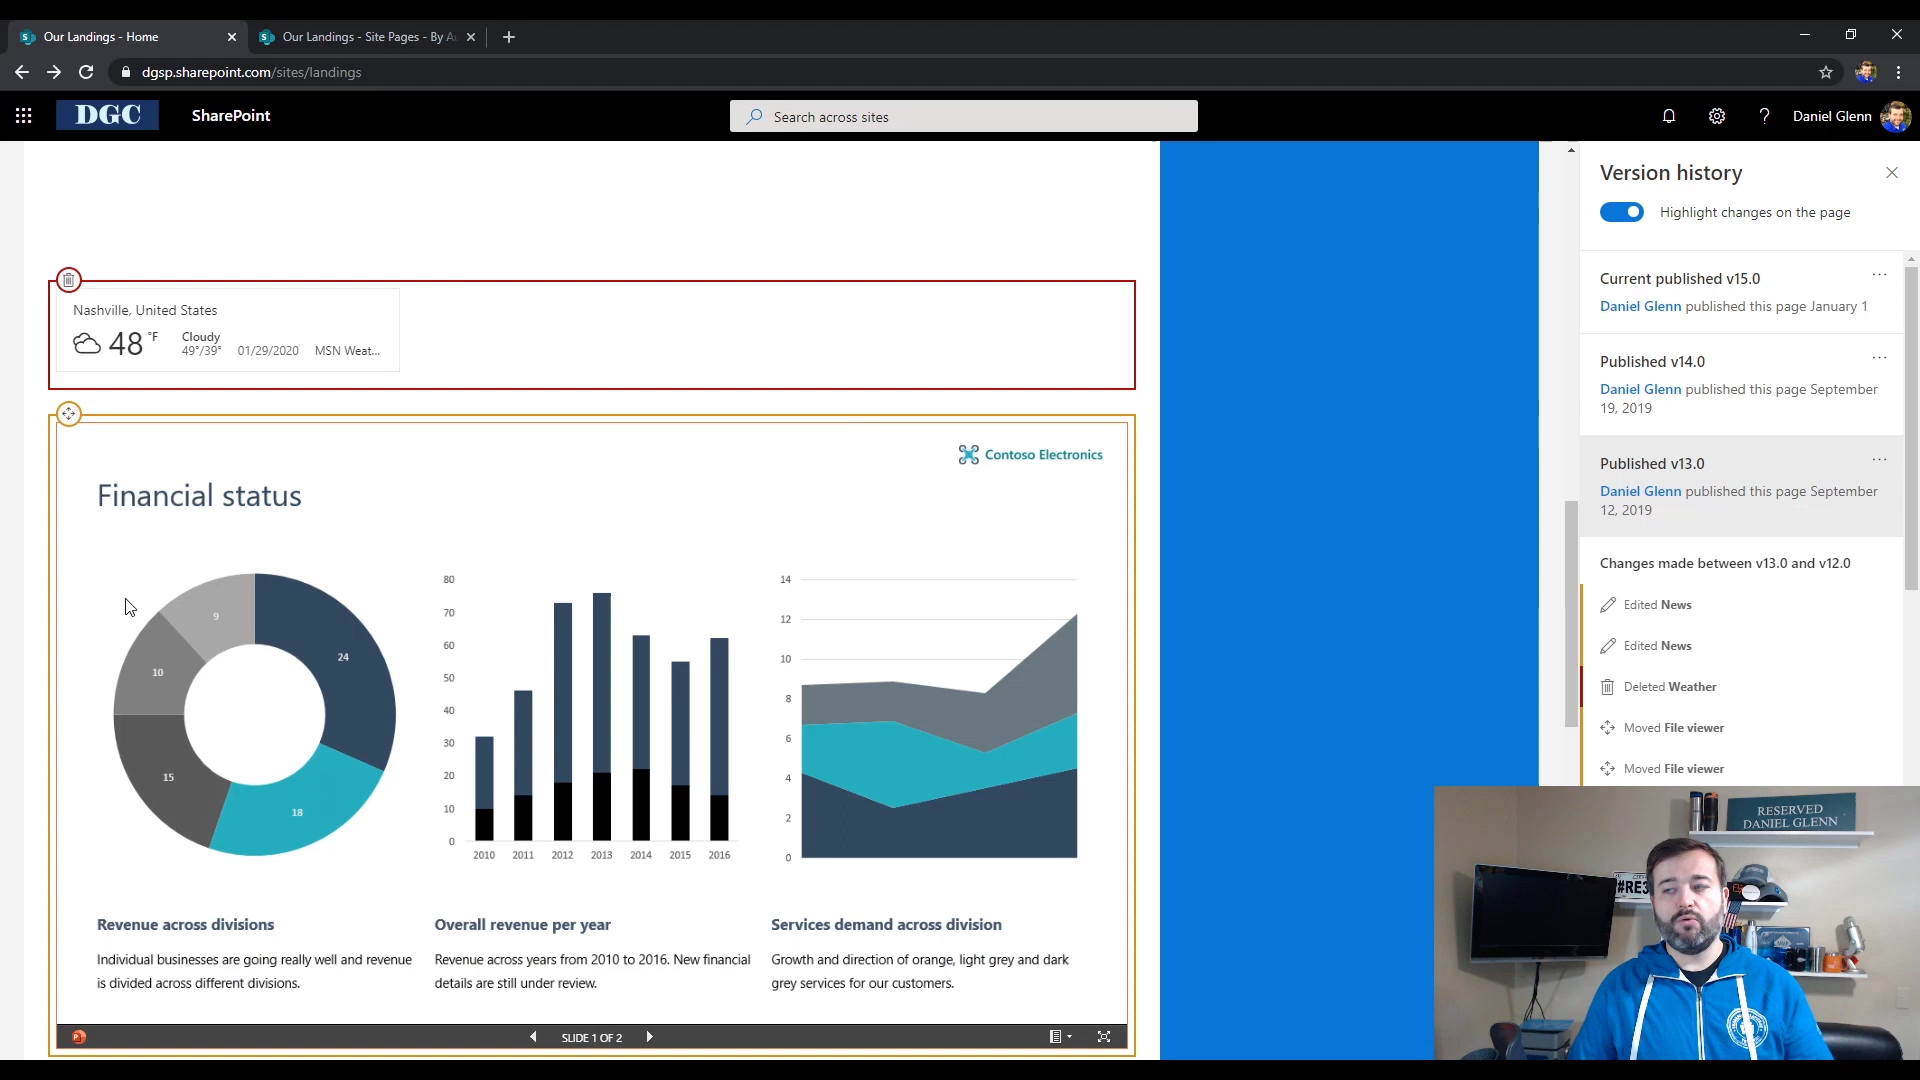 Our Landings - Home
Our Landings - Site Pages - By A
dgsp.sharepoint.com/sites/landings
DGC
SharePoint
Search across sites
Daniel Glenn
Version history
Highlight changes on the page
Current published v15.0
Daniel Glenn published this page January 1
Published v14.0
Daniel Glenn published this page September
19, 2019
Published v13.0
Daniel Glenn published this page September
12, 2019
Changes made between v13.0 and v12.0
Edited News
Edited News
Deleted Weather
Moved File viewer
Moved File viewer
Nashville, United States
48 °F
Cloudy
49°/39°
01/29/2020
MSN Weat...
Contoso Electronics
Financial status
9
24
10
15
18
80
70
60
50
40
30
20
10
0
2010 2011 2012 2013 2014 2015 2016
14
12
10
8
6
4
2
0
Revenue across divisions
Individual businesses are going really well and revenue
is divided across different divisions.
Overall revenue per year
Revenue across years from 2010 to 2016. New financial
details are still under review.
Services demand across division
Growth and direction of orange, light grey and dark
grey services for our customers.
SLIDE 1 OF 2
RESERVED
DANIEL GLENN